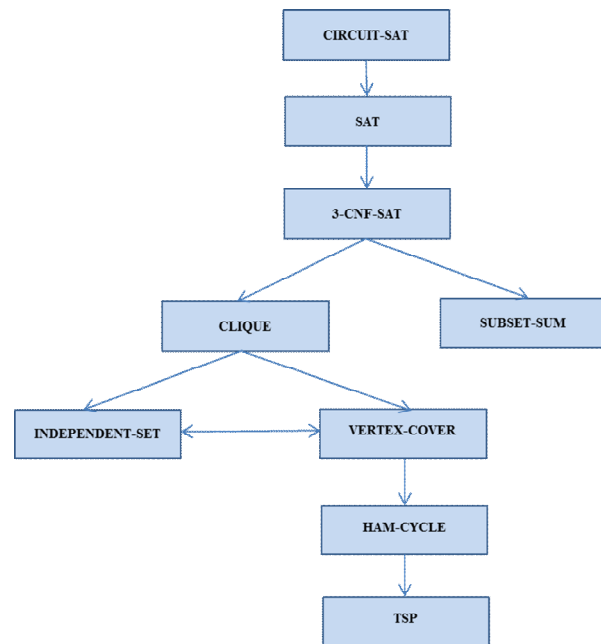 CIRCUIT-SAT
SAT
3-CNF-SAT
CLIQUE
SUBSET-SUM
INDEPENDENT-SET
VERTEX-COVER
HAM-CYCLE
TSP